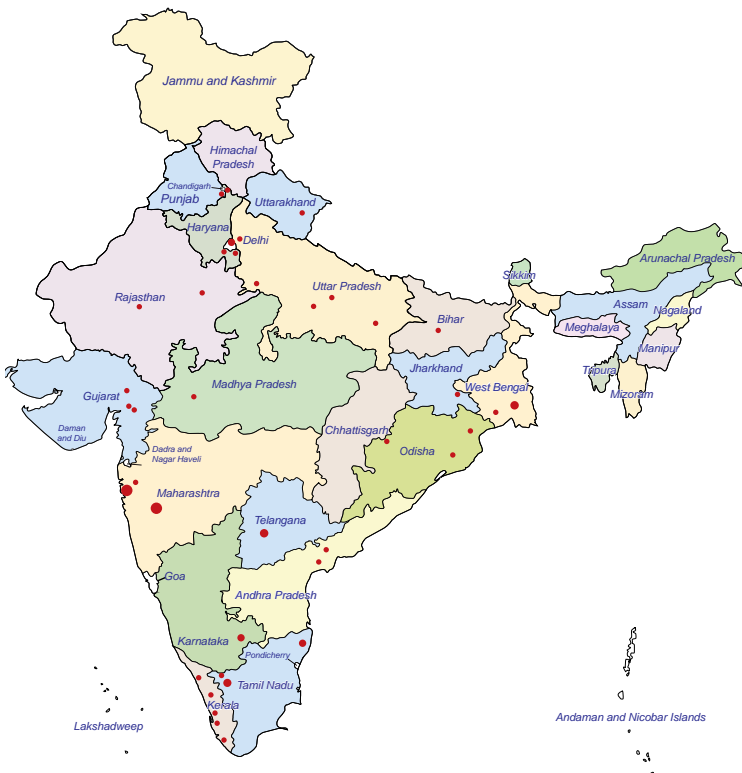 Jammu and Kashmir
Himachal
Pradesh
Chandigarh
Punjab
Uttarakhand
Haryana
Delhi
Sikkim
Arunachal Pradesh
Rajasthan
Uttar Pradesh
Assam
Nagaland
Bihar
Meghalaya
Manipur
Jharkhand
Tripura
Madhya Pradesh
West Bengal
Mizoram
Gujarat
Daman
and Diu
Chhattisgarh
Odisha
Dadra and
Nagar Haveli
Maharashtra
Telangana
Goa
Andhra Pradesh
Karnataka
Pondicherry
Tamil Nadu
Kerala
Lakshadweep
Andaman and Nicobar Islands